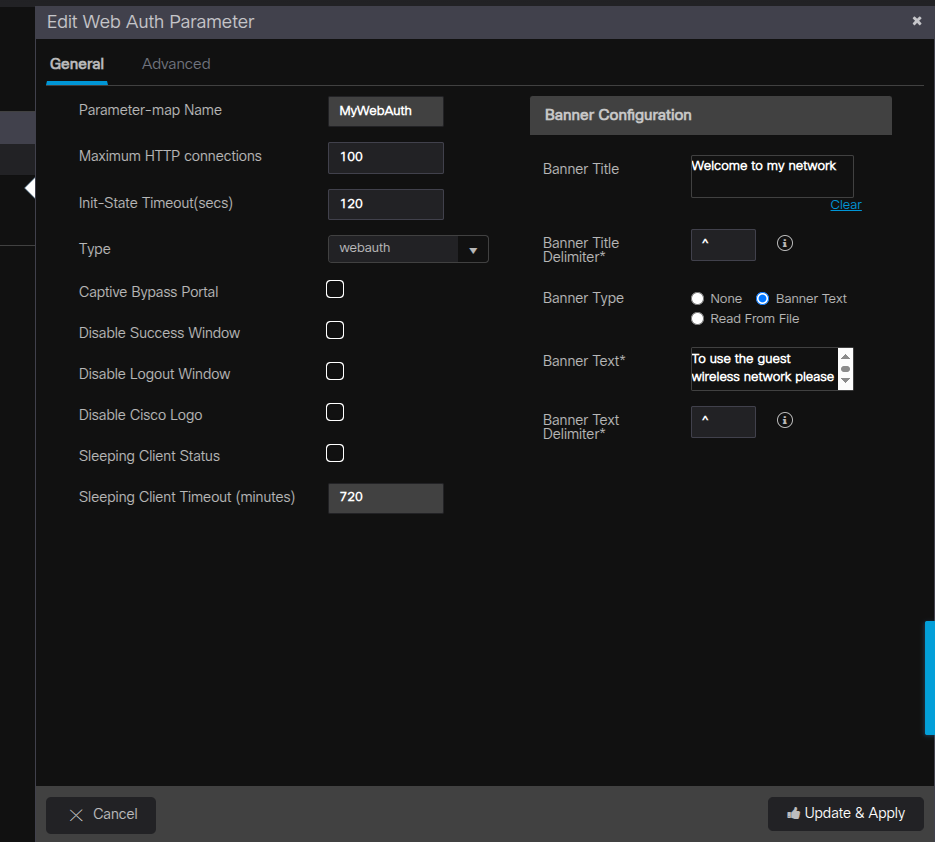 Edit Web Auth Parameter
General
Advanced
Parameter-map Name
MyWebAuth
Maximum HTTP connections
100
Init-State Timeout(secs)
120
Type
webauth
Captive Bypass Portal
Disable Success Window
Disable Logout Window
Disable Cisco Logo
Sleeping Client Status
Sleeping Client Timeout (minutes)
720
Banner Configuration
Banner Title
Welcome to my network
Clear
Banner Title
Delimiter*
^
Banner Type
None
Banner Text
Read From File
Banner Text*
To use the guest
wireless network please
Banner Text
Delimiter*
^
Cancel
Update & Apply